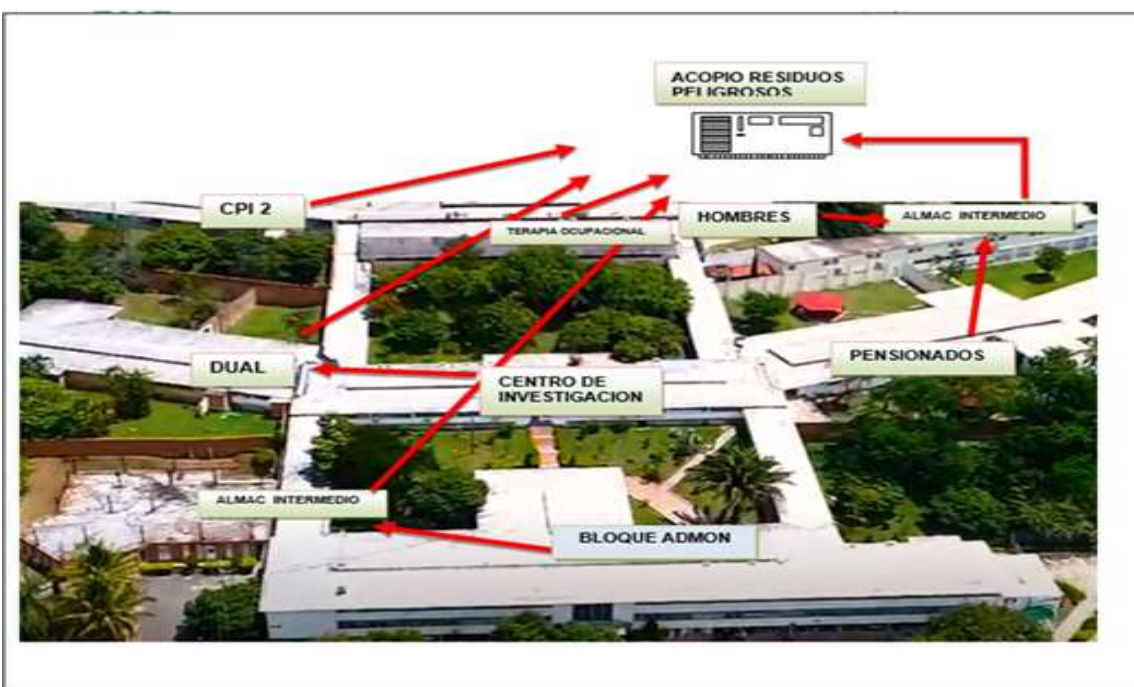 ACOPIO RESIDUOS
PELIGROSOS
CPI 2
TERAPIA OCUPACIONAL
HOMBRES
ALMAC INTERMEDIO
DUAL
CENTRO DE
INVESTIGACION
PENSIONADOS
ALMAC INTERMEDIO
BLOQUE ADMON